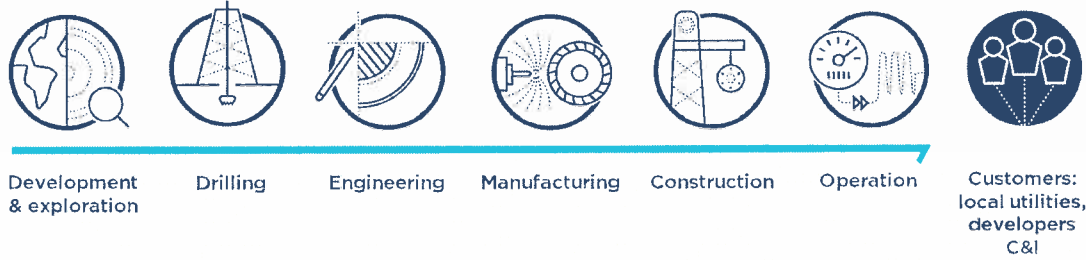 Development
& exploration
Drilling
Engineering
Manufacturing
Construction
Operation
Customers:
local utilities,
developers
C&I